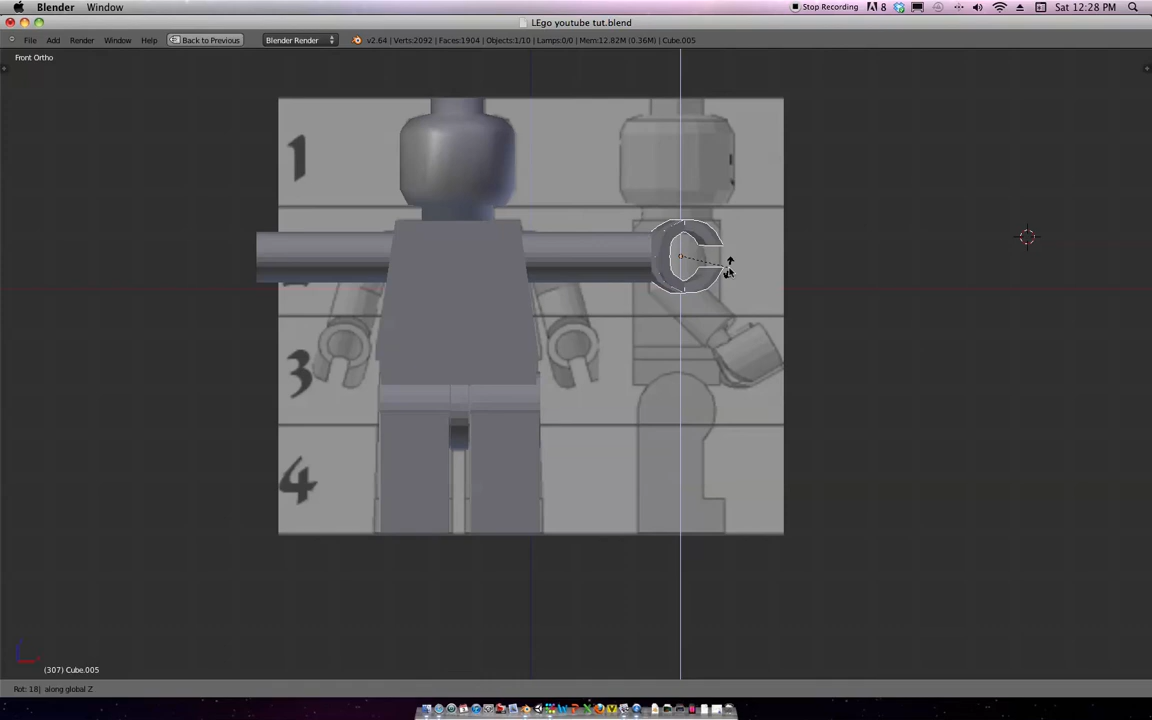 Blender Window
Stop Recording 8 Sat 12:28 PM
LEgo youtube tut.blend
File Add Render Window Help Back to Previous Blender Render v2.64 | Verts:2092 | Faces:1904 | Objects:1/10 | Lamps:0/0 | Mem:12.82M (0.36M) | Cube.005
Front Ortho
1
3
4
(307) Cube.005
Rot: 18| along global Z